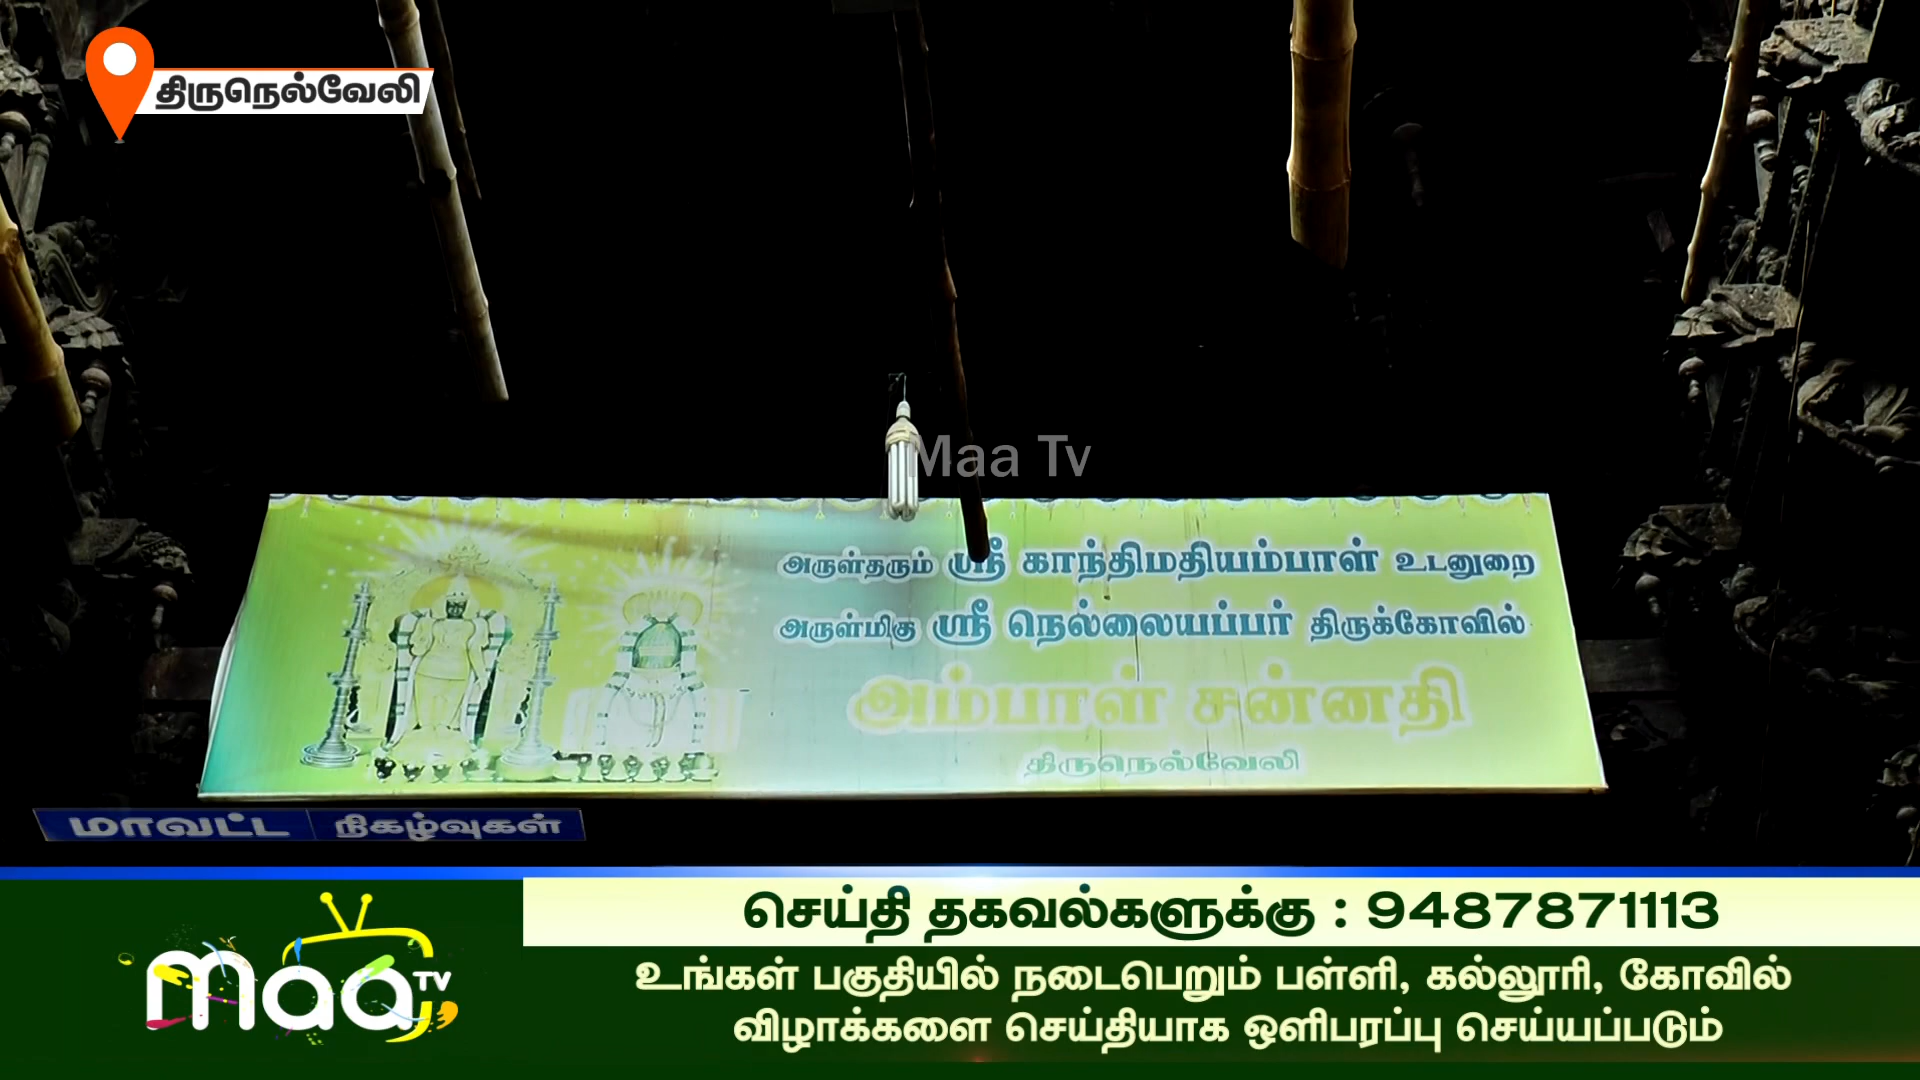 திருநெல்வேலி
Maa Tv
அருள்தரும் ஸ்ரீ காந்திமதியம்பாள் உடனுறை
அருள்மிகு ஸ்ரீ நெல்லையப்பர் திருக்கோவில்
அம்பாள் சன்னதி
திருநெல்வேலி
மாவட்ட நிகழ்வுகள்
செய்தி தகவல்களுக்கு : 9487871113
maa TV
உங்கள் பகுதியில் நடைபெறும் பள்ளி, கல்லூரி, கோவில்
விழாக்களை செய்தியாக ஒளிபரப்பு செய்யப்படும்